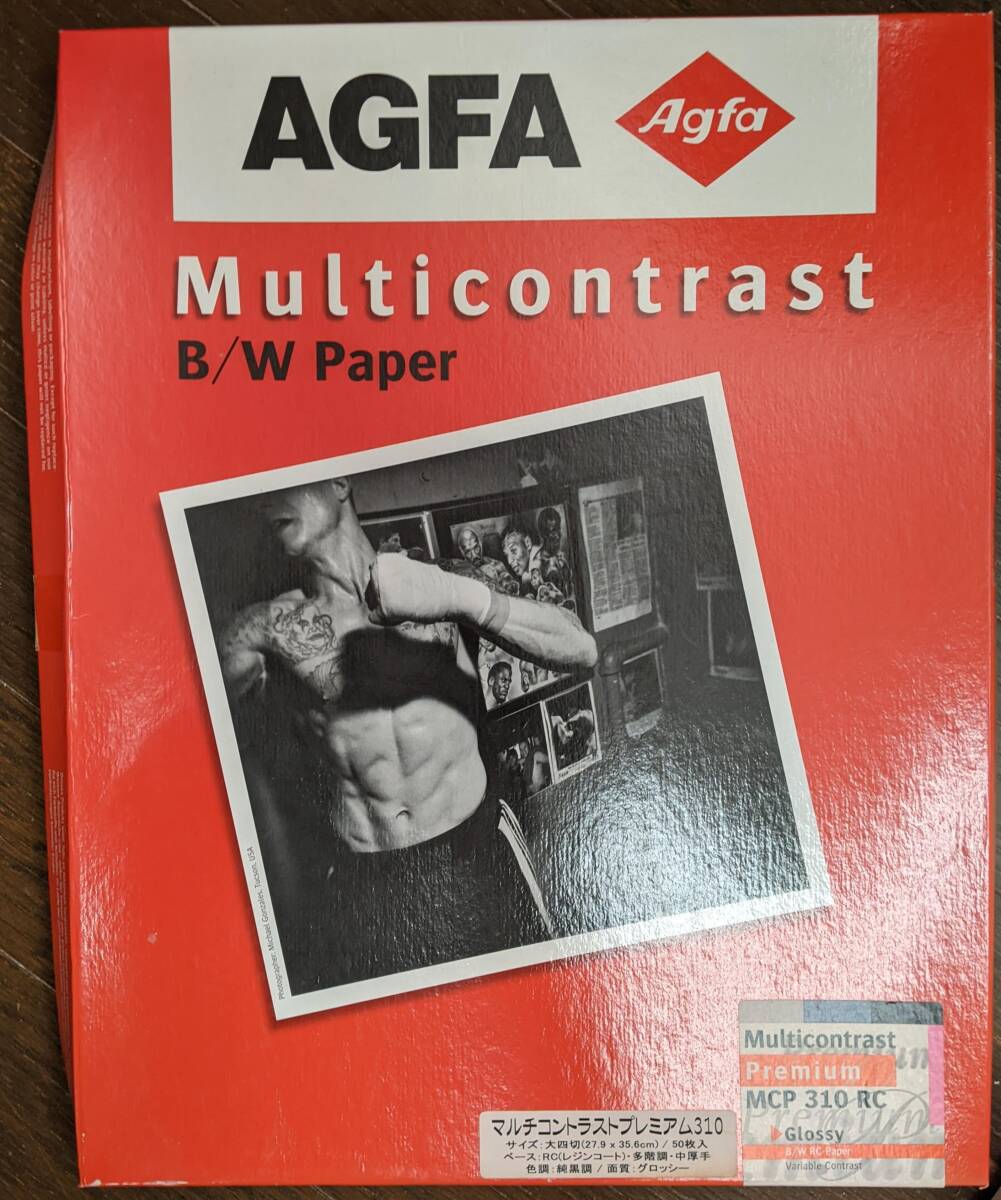 AGFA
Agfa
Multicontrast
B/W Paper
Photographer: Michael Gonzales, Tucson, USA
Multicontrast
Premium
MCP 310 RC
Glossy
B/W RC-Paper
Variable Contrast
マルチコントラストプレミアム310
サイズ:大四切(27.9 x 35.6cm) / 50枚入
ベース:RC(レジンコート)・多階調・中厚手
色調:純黒調 / 面質:グロッシー